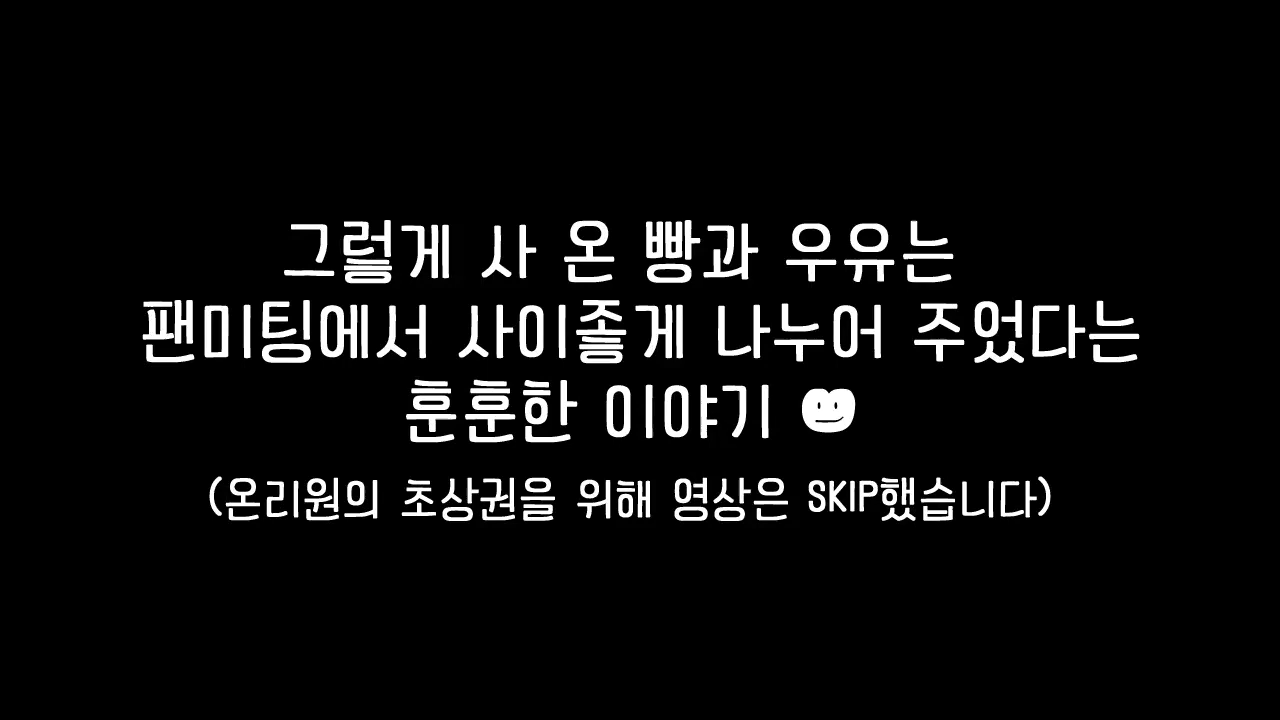 그렇게 사 온 빵과 우유는
팬미팅에서 사이좋게 나누어 주었다는
훈훈한 이야기
(온리원의 초상권을 위해 영상은 SKIP했습니다)